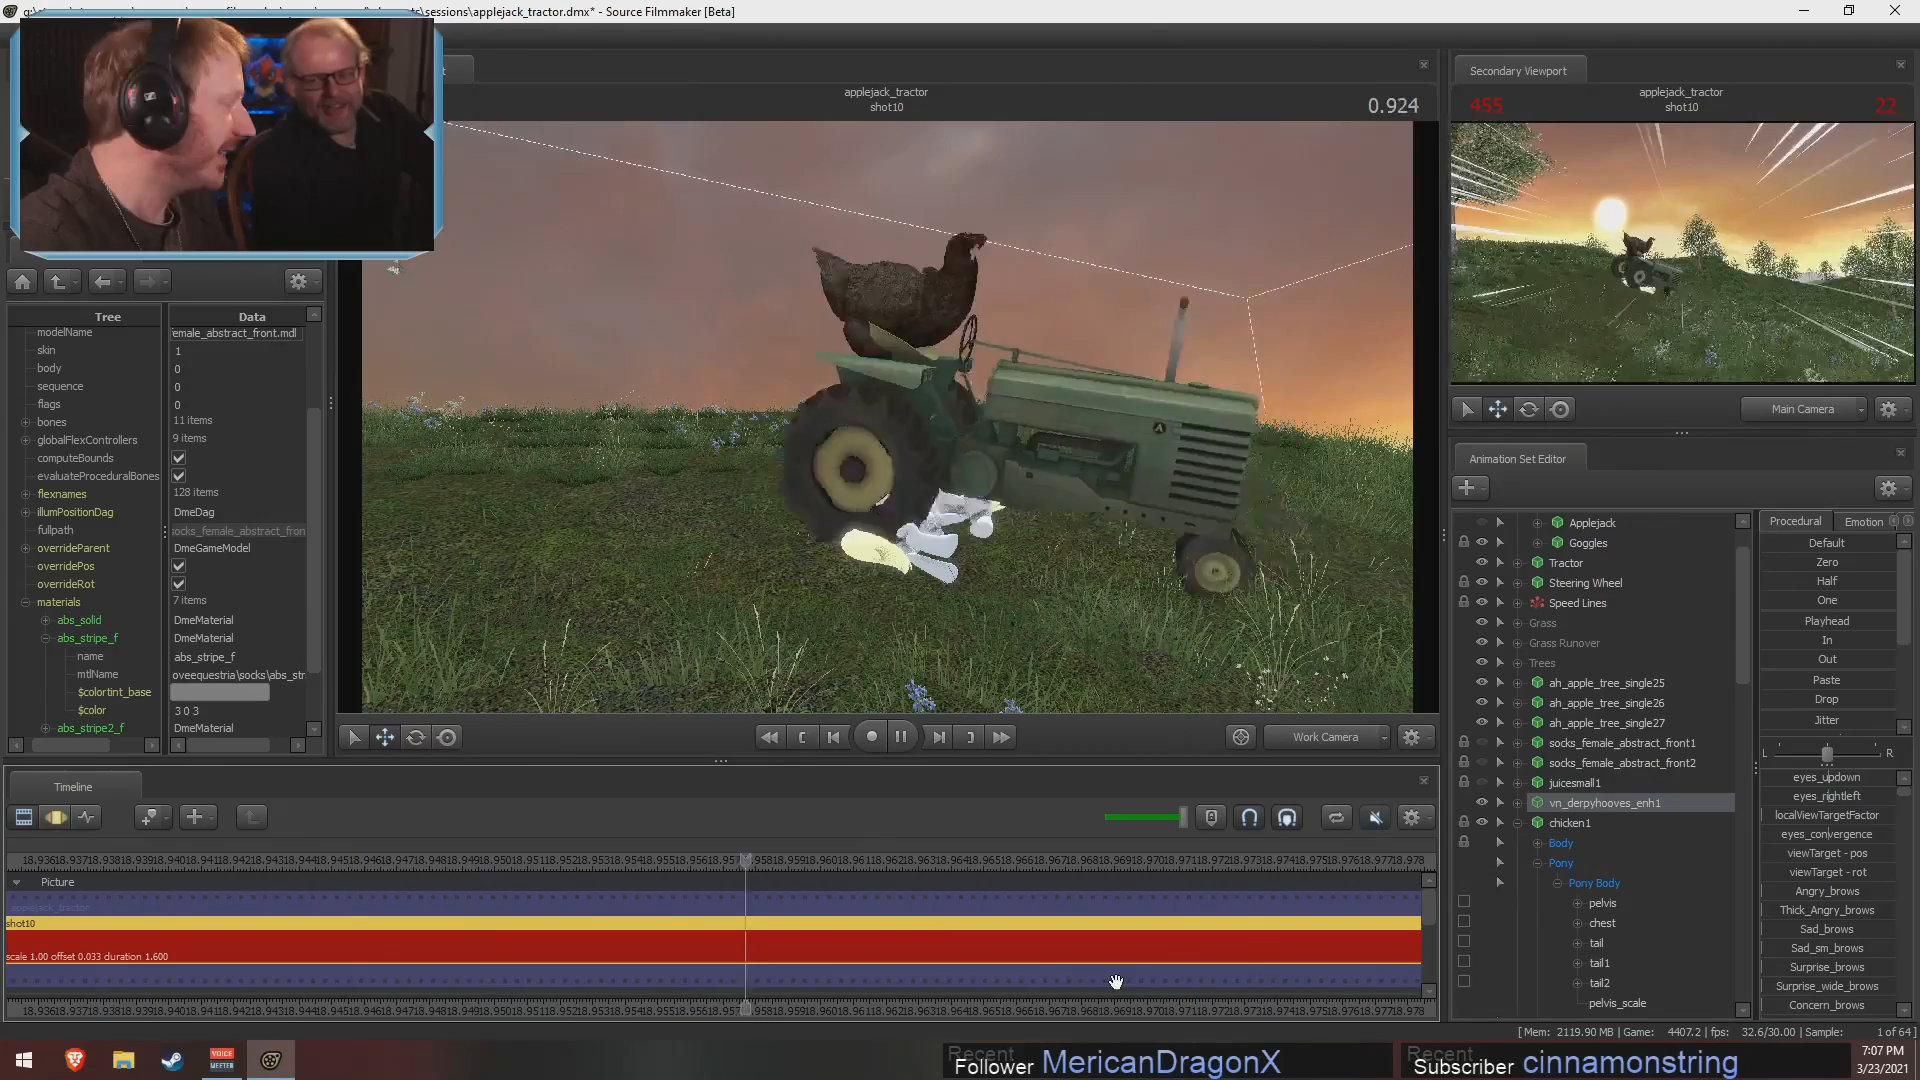 sessions\applejack_tractor.dmx* - Source Filmmaker [Beta]
applejack_tractor
shot10
0.924
Secondary Viewport
applejack_tractor
shot10
455
22
Main Camera
Tree
Data
modelName
emale_abstract_front.mdl
skin
1
body
0
sequence
0
flags
0
bones
11 items
globalFlexControllers
9 items
computeBounds
evaluateProceduralBones
flexnames
128 items
illumPositionDag
DmeDag
fullpath
socks_female_abstract_fron
overrideParent
DmeGameModel
overridePos
overrideRot
materials
7 items
abs_solid
DmeMaterial
abs_stripe_f
DmeMaterial
name
abs_stripe_f
mtlName
oveequestria\socks\abs_str
$colortint_base
$color
3 0 3
abs_stripe2_f
DmeMaterial
Work Camera
Animation Set Editor
Applejack
Goggles
Tractor
Steering Wheel
Speed Lines
Grass
Grass Runover
Trees
ah_apple_tree_single25
ah_apple_tree_single26
ah_apple_tree_single27
socks_female_abstract_front1
socks_female_abstract_front2
juicesmall1
vn_derpyhooves_enh1
chicken1
Body
Pony
Pony Body
pelvis
chest
tail
tail1
tail2
pelvis_scale
Procedural
Emotion
Default
Zero
Half
One
Playhead
In
Out
Paste
Drop
Jitter
L
R
eyes_updown
eyes_rightleft
localViewTargetFactor
eyes_convergence
viewTarget - pos
viewTarget - rot
Angry_brows
Thick_Angry_brows
Sad_brows
Sad_sm_brows
Surprise_brows
Surprise_wide_brows
Concern_brows
Timeline
Picture
applejack_tractor
shot10
scale 1.00 offset 0.033 duration 1.600
[ Mem: 2119.90 MB | Game: 4407.2 | fps: 32.6/30.00 | Sample: 1 of 64 ]
VOICE
MEETER
Recent
Follower
MericanDragonX
Recent
Subscriber
cinnamonstring
7:07 PM
3/23/2021